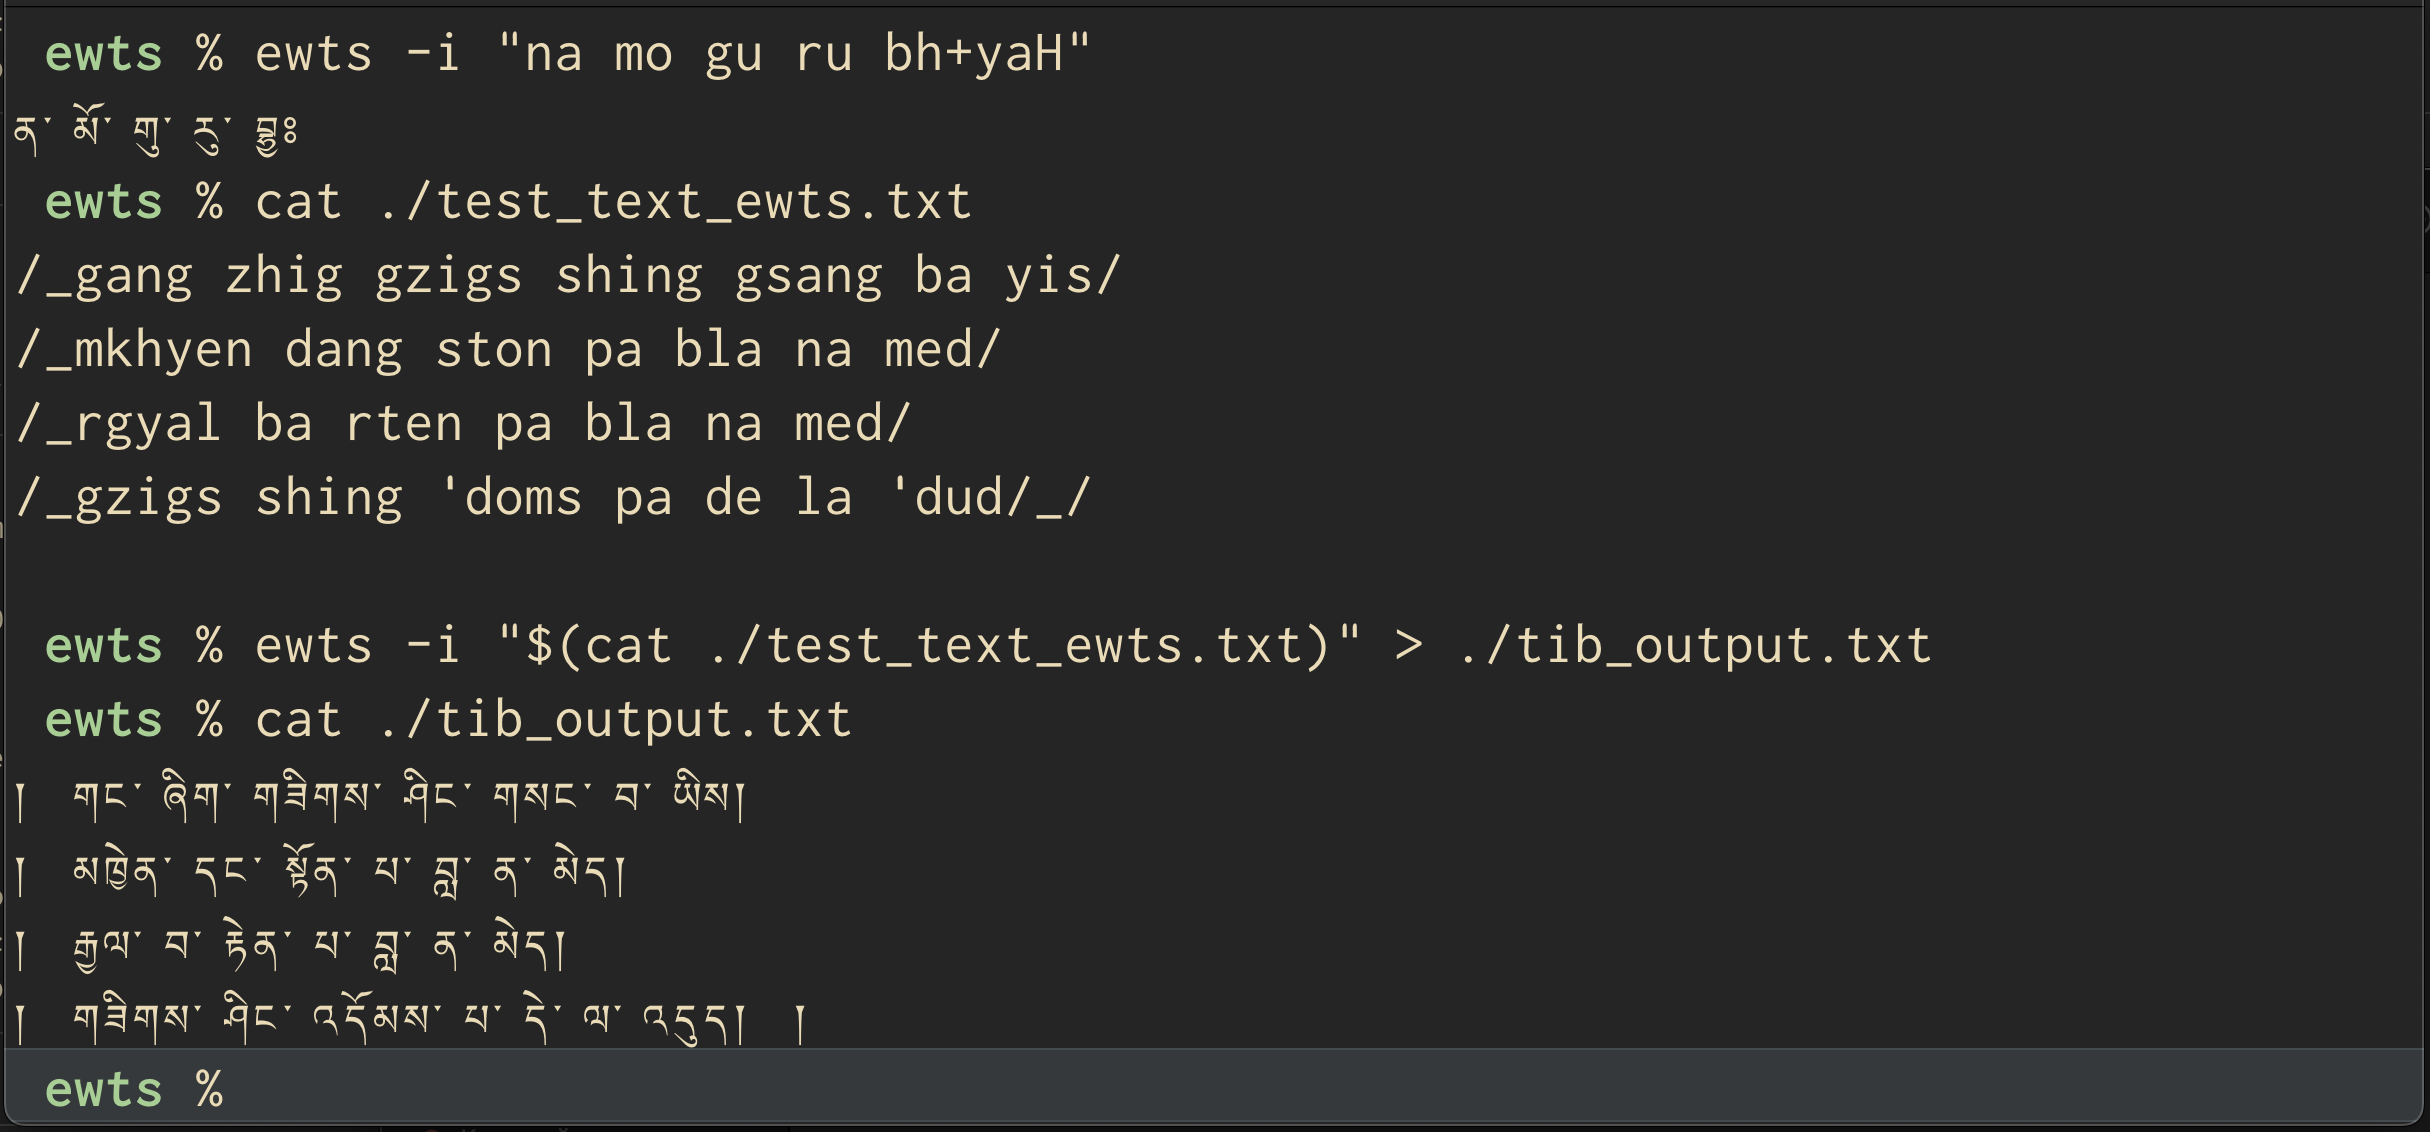 ewts % ewts -i "na mo gu ru bh+yaH"
ན་མོ་གུ་རུ་བྷྱཿ
ewts % cat ./test_text_ewts.txt
/_gang zhig gzigs shing gsang ba yis/
/_mkhyen dang ston pa bla na med/
/_rgyal ba rten pa bla na med/
/_gzigs shing 'doms pa de la 'dud/_/
ewts % ewts -i "$(cat ./test_text_ewts.txt)" > ./tib_output.txt
ewts % cat ./tib_output.txt
། གང་ཞིག་གཟིགས་ཤིང་གསང་བ་ཡིས།
། མཁྱེན་དང་སྟོན་པ་བླ་ན་མེད།
། རྒྱལ་བ་རྟེན་པ་བླ་ན་མེད།
། གཟིགས་ཤིང་འདོམས་པ་དེ་ལ་འདུད། །
ewts %